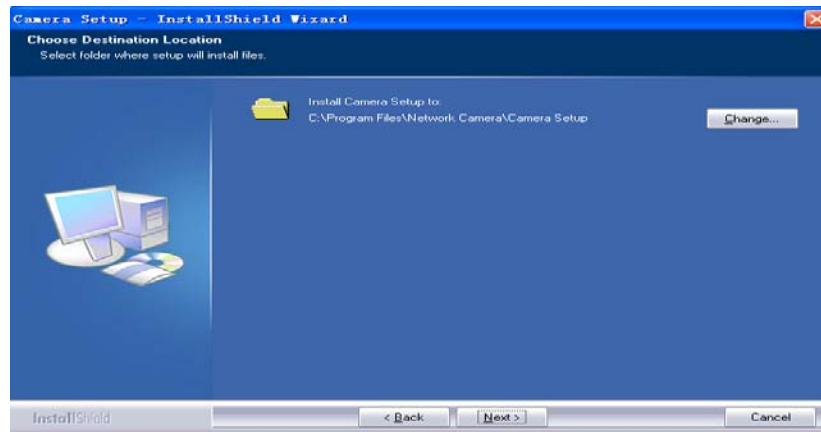 Camera Setup - InstallShield Wizard
Choose Destination Location
Select folder where setup will install files.
Install Camera Setup to:
C:\Program Files\Network Camera\Camera Setup
Change...
InstallShield
< Back
Next >
Cancel